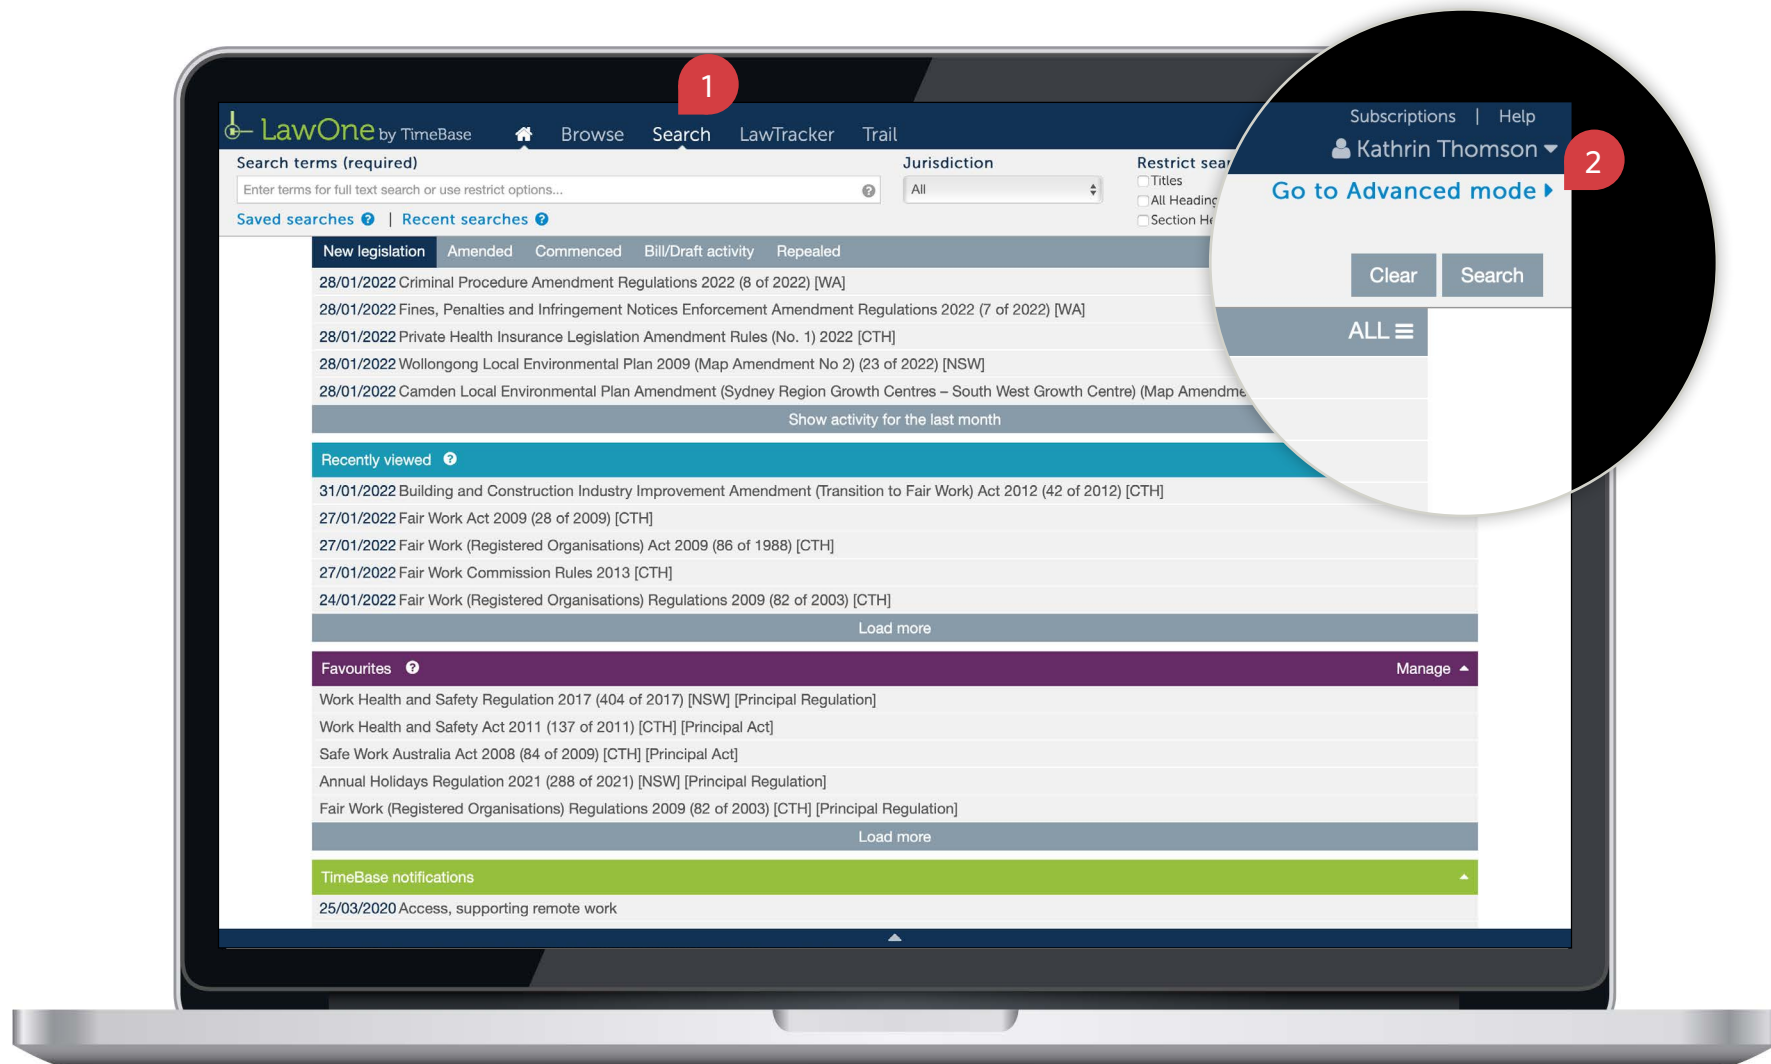 1
LawOne by TimeBase Browse Search LawTracker Trail
Subscriptions | Help
Kathrin Thomson
2
Search terms (required) Jurisdiction
Enter terms for full text search or use restrict options... All
Restrict
Titles
All
Section
Go to Advanced mode
Saved searches | Recent searches
Clear Search
New legislation Amended Commenced Bill/Draft activity Repealed ALL
28/01/2022 Criminal Procedure Amendment Regulations 2022 (8 of 2022) [WA]
28/01/2022 Fines, Penalties and Infringement Notices Enforcement Amendment Regulations 2022 (7 of 2022) [WA]
28/01/2022 Private Health Insurance Legislation Amendment Rules (No. 1) 2022 [CTH]
28/01/2022 Wollongong Local Environmental Plan 2009 (Map Amendment No 2) (23 of 2022) [NSW]
28/01/2022 Camden Local Environmental Plan Amendment (Sydney Region Growth Centres – South West Growth Centre) (Map
Show activity for the last month
Recently viewed
31/01/2022 Building and Construction Industry Improvement Amendment (Transition to Fair Work) Act 2012 (42 of 2012) [CTH]
27/01/2022 Fair Work Act 2009 (28 of 2009) [CTH]
27/01/2022 Fair Work (Registered Organisations) Act 2009 (86 of 1988) [CTH]
27/01/2022 Fair Work Commission Rules 2013 [CTH]
24/01/2022 Fair Work (Registered Organisations) Regulations 2009 (82 of 2003) [CTH]
Load more
Favourites Manage
Work Health and Safety Regulation 2017 (404 of 2017) [NSW] [Principal Regulation]
Work Health and Safety Act 2011 (137 of 2011) [CTH] [Principal Act]
Safe Work Australia Act 2008 (84 of 2009) [CTH] [Principal Act]
Annual Holidays Regulation 2021 (288 of 2021) [NSW] [Principal Regulation]
Fair Work (Registered Organisations) Regulations 2009 (82 of 2003) [CTH] [Principal Regulation]
Load more
TimeBase notifications
25/03/2020 Access, supporting remote work